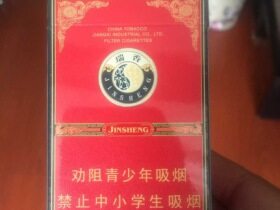 CHINA TOBACCO
JIANGXI INDUSTRIAL CO., LTD.
FILTER CIGARETTES
瑞香
JINSHENG
JINSHENG
劝阻青少年吸烟
禁止中小学生吸烟